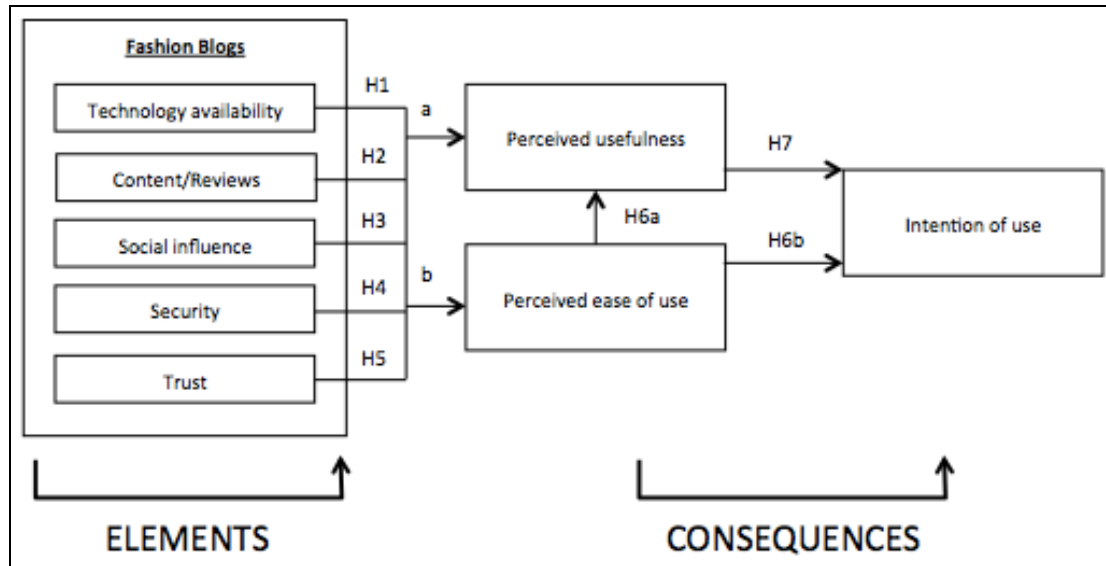 Fashion Blogs
Technology availability
Content/Reviews
Social influence
Security
Trust
H1
H2
H3
H4
H5
a
b
Perceived usefulness
H6a
Perceived ease of use
H7
H6b
Intention of use
ELEMENTS
CONSEQUENCES